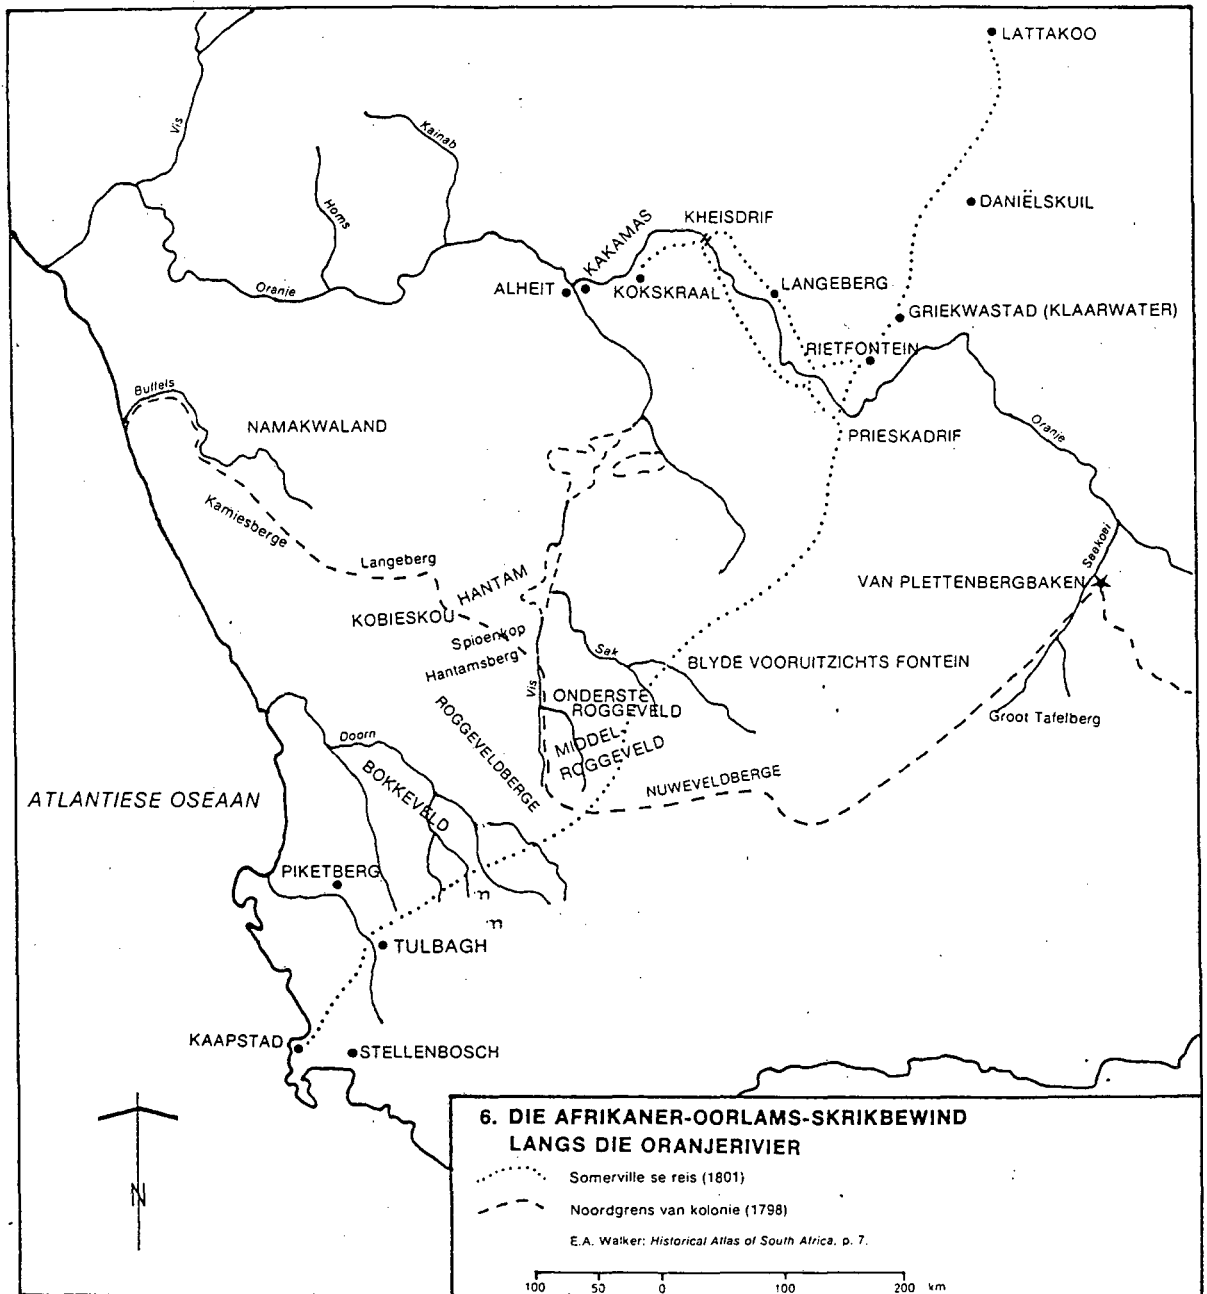 LATTAKOO
Vis
Kainab
Homs
DANIËLSKUIL
KHEISDRIF
KAKAMAS
Oranje
ALHEIT
KOKSKRAAL
LANGEBERG
GRIEKWASTAD (KLAARWATER)
RIETFONTEIN
Buffels
NAMAKWALAND
PRIESKADRIF
Oranje
Kamiesberge
Langeberg
HANTAM
Seekoei
VAN PLETTENBERGBAKEN
KOBIESKOU
Spioenkop
Hantamsberg
Sak
BLYDE VOORUITZICHTS FONTEIN
Vis
ONDERSTE
ROGGEVELD
Groot Tafelberg
ROGGEVELDBERGE
MIDDEL-
ROGGEVELD
Doorn
BOKKEVELD
NUWEVELDBERGE
ATLANTIESE OSEAAN
PIKETBERG
TULBAGH
KAAPSTAD
STELLENBOSCH
N
6. DIE AFRIKANER-OORLAMS-SKRIKBEWIND
LANGS DIE ORANJERIVIER
Somerville se reis (1801)
Noordgrens van kolonie (1798)
E.A. Walker: Historical Atlas of South Africa, p. 7.
100 50 0 100 200 km